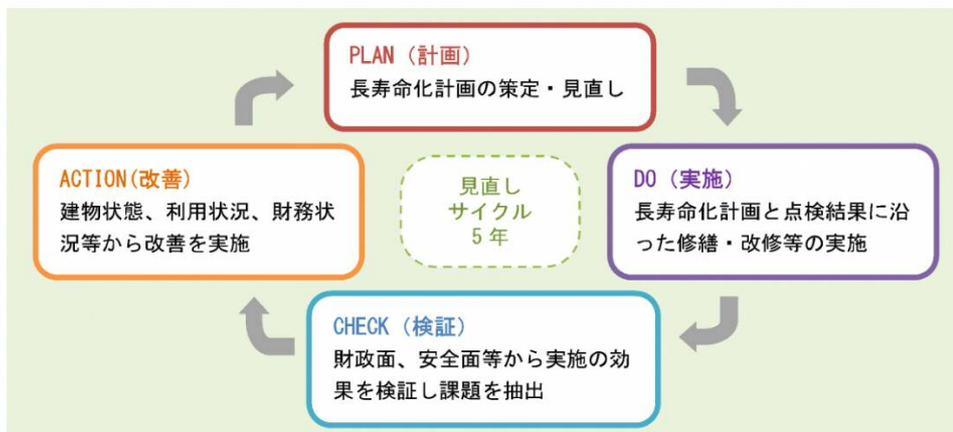 PLAN（計画）
長寿命化計画の策定・見直し
ACTION(改善)
建物状態、利用状況、財務状
況等から改善を実施
見直し
サイクル
5年
DO（実施）
長寿命化計画と点検結果に沿
った修繕・改修等の実施
CHECK（検証）
財政面、安全面等から実施の効
果を検証し課題を抽出